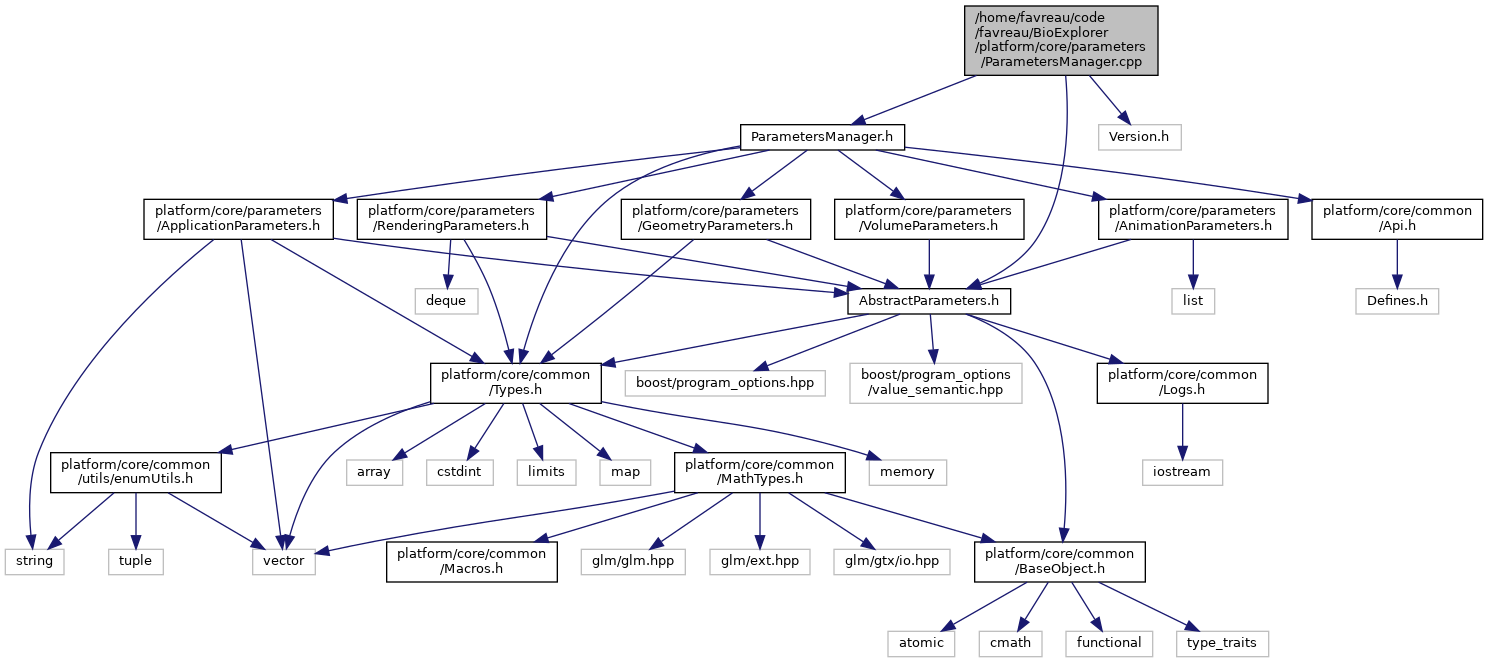 /home/favreau/code
/favreau/BioExplorer
/platform/core/parameters
/ParametersManager.cpp
ParametersManager.h
Version.h
platform/core/parameters
/ApplicationParameters.h
platform/core/parameters
/RenderingParameters.h
platform/core/parameters
/GeometryParameters.h
platform/core/parameters
/VolumeParameters.h
platform/core/parameters
/AnimationParameters.h
platform/core/common
/Api.h
deque
AbstractParameters.h
list
Defines.h
platform/core/common
/Types.h
boost/program_options.hpp
boost/program_options
/value_semantic.hpp
platform/core/common
/Logs.h
platform/core/common
/utils/enumUtils.h
array
cstdint
limits
map
platform/core/common
/MathTypes.h
memory
iostream
string
tuple
vector
platform/core/common
/Macros.h
glm/glm.hpp
glm/ext.hpp
glm/gtx/io.hpp
platform/core/common
/BaseObject.h
atomic
cmath
functional
type_traits